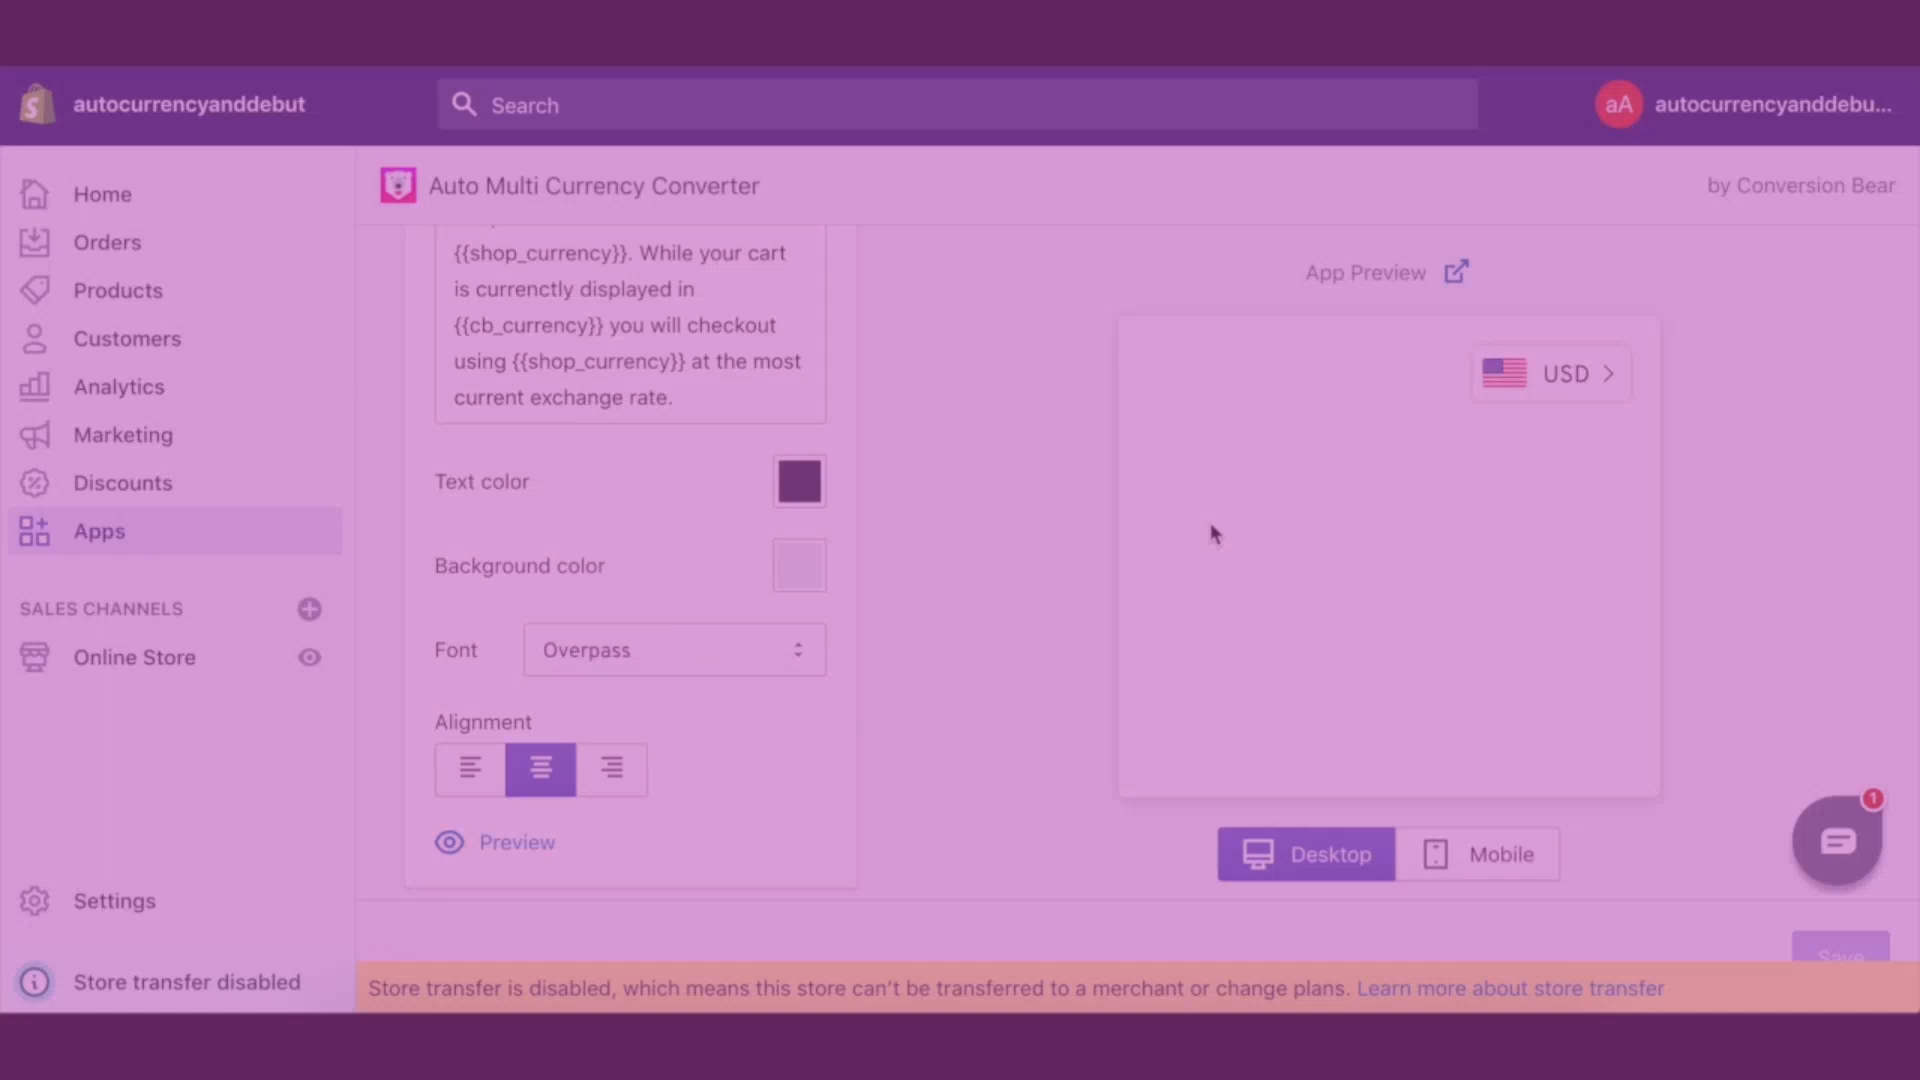 autocurrencyanddebut
Search
aA
autocurrencyanddebu...
Home
Orders
Products
Customers
Analytics
Marketing
Discounts
Apps
SALES CHANNELS
Online Store
Settings
Store transfer disabled
Auto Multi Currency Converter
by Conversion Bear
{{shop_currency}}. While your cart
is currenctly displayed in
{{cb_currency}} you will checkout
using {{shop_currency}} at the most
current exchange rate.
Text color
Background color
Font
Overpass
Alignment
Preview
App Preview
USD
Desktop
Mobile
1
Save
Store transfer is disabled, which means this store can’t be transferred to a merchant or change plans. Learn more about store transfer